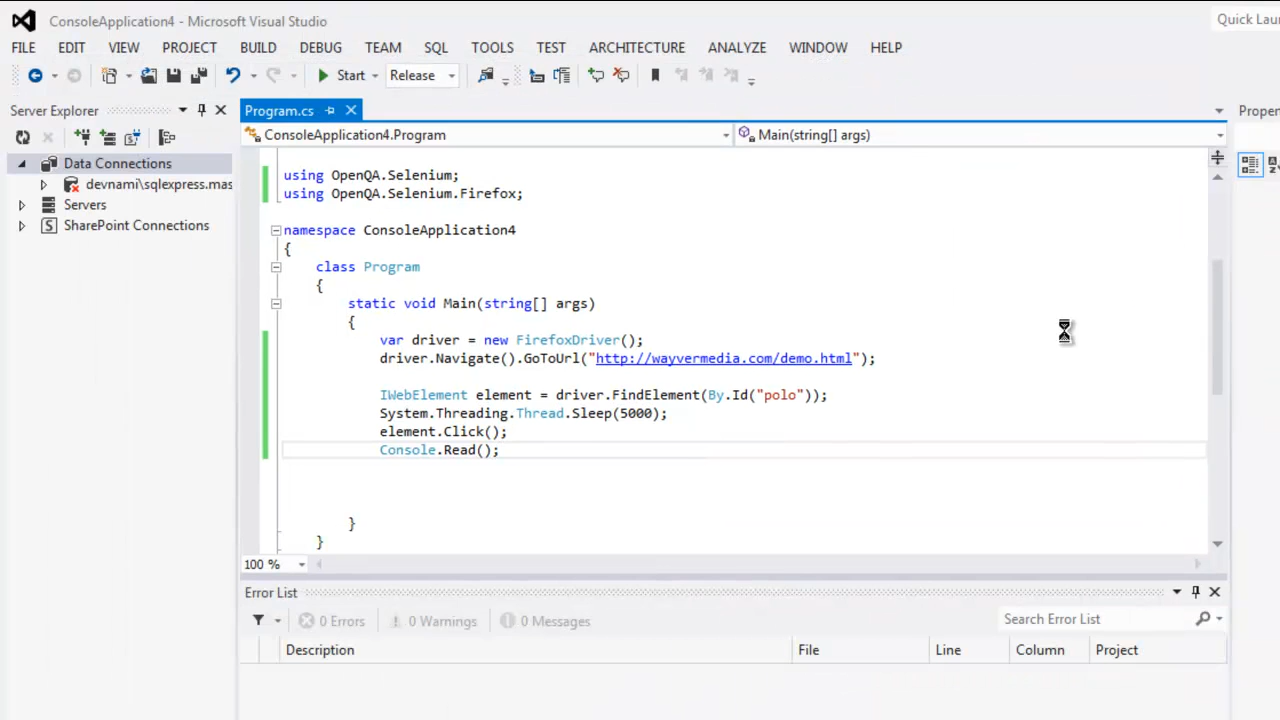 ConsoleApplication4 - Microsoft Visual Studio
Quick Lau
FILE EDIT VIEW PROJECT BUILD DEBUG TEAM SQL TOOLS TEST ARCHITECTURE ANALYZE WINDOW HELP
Start Release
Server Explorer
Program.cs
Proper
ConsoleApplication4.Program
Main(string[] args)
Data Connections
devnami\sqlexpress.mas
Servers
SharePoint Connections
using OpenQA.Selenium;
using OpenQA.Selenium.Firefox;
namespace ConsoleApplication4
{
class Program
{
static void Main(string[] args)
{
var driver = new FirefoxDriver();
driver.Navigate().GoToUrl("http://wayvermedia.com/demo.html");
IWebElement element = driver.FindElement(By.Id("polo"));
System.Threading.Thread.Sleep(5000);
element.Click();
Console.Read();
}
}
100 %
Error List
0 Errors 0 Warnings 0 Messages
Search Error List
Description File Line Column Project